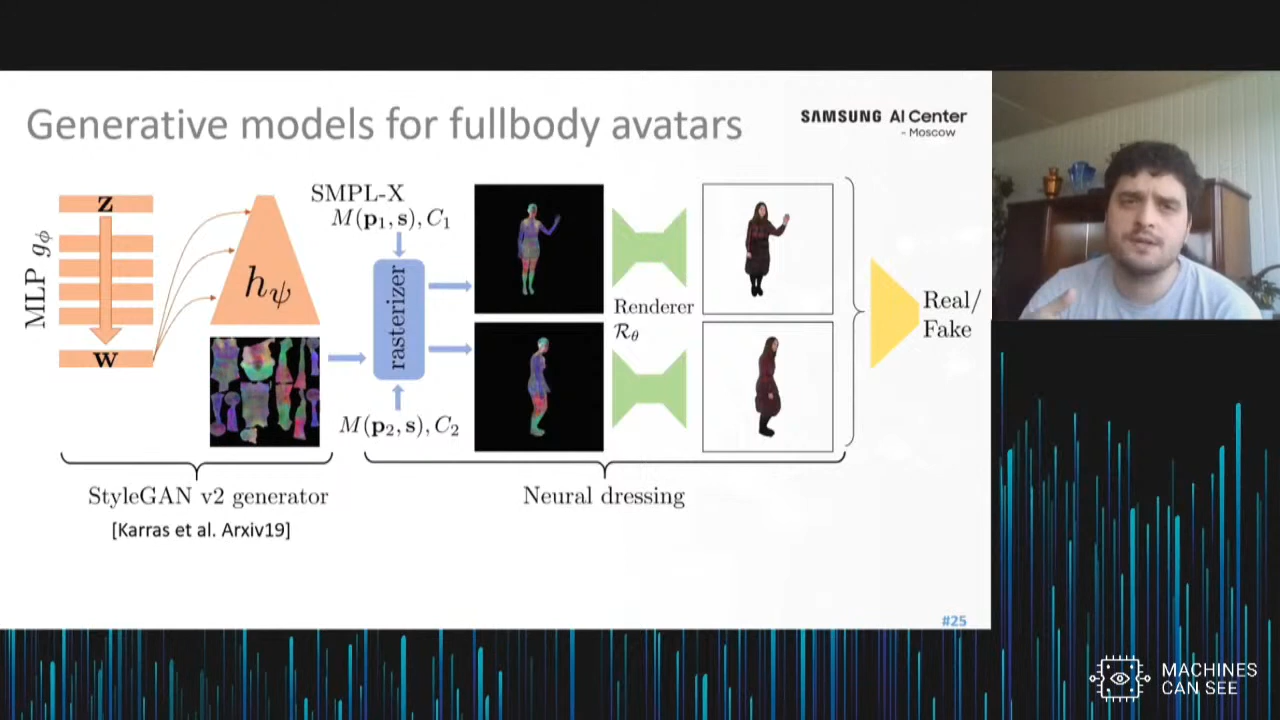 Generative models for fullbody avatars
SAMSUNG AI Center
- Moscow
z
MLP g_ϕ
w
h_ψ
SMPL-X
M(p₁, s), C₁
rasterizer
M(p₂, s), C₂
Renderer
R_θ
Real/
Fake
StyleGAN v2 generator
[Karras et al. Arxiv19]
Neural dressing
#25
MACHINES
CAN SEE